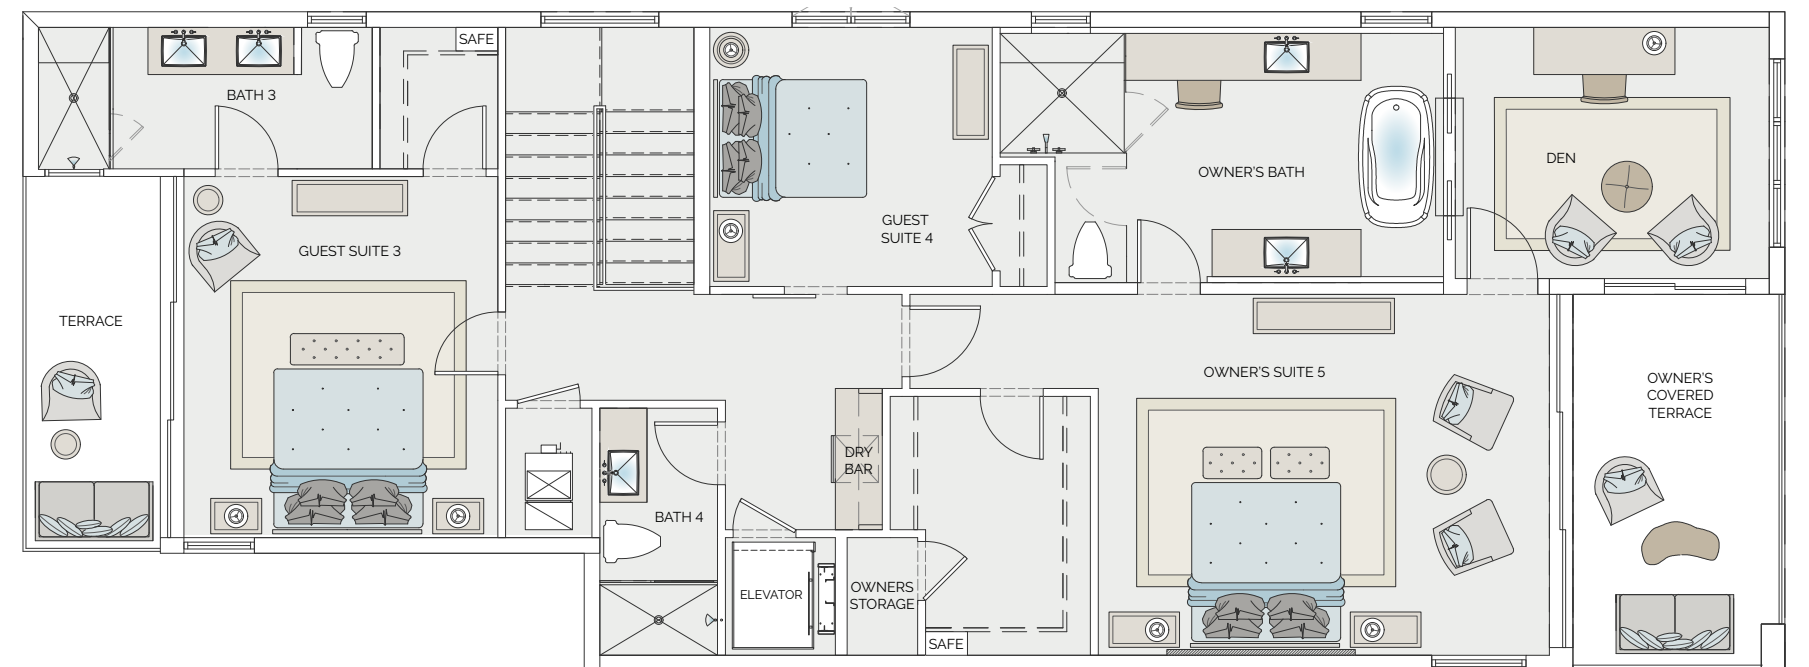 SAFE
BATH 3
DEN
OWNER'S BATH
GUEST
SUITE 4
GUEST SUITE 3
TERRACE
OWNER'S SUITE 5
OWNER'S
COVERED
TERRACE
DRY
BAR
BATH 4
ELEVATOR
OWNERS
STORAGE
SAFE